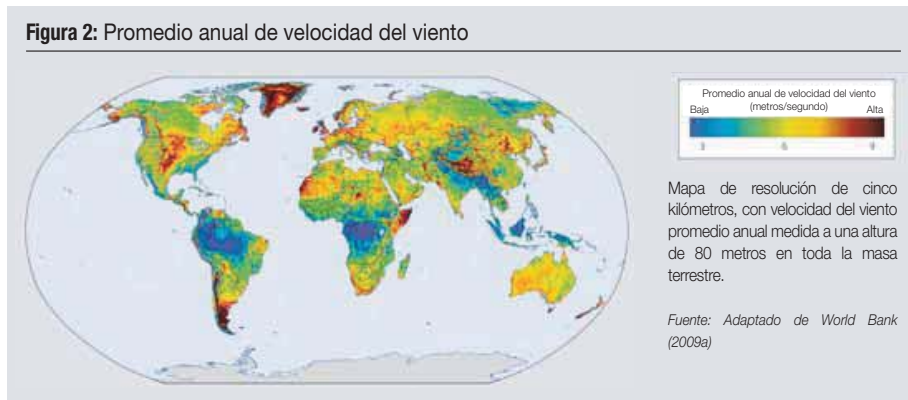 Figura 2: Promedio anual de velocidad del viento
Promedio anual de velocidad del viento
(metros/segundo)
Baja
Alta
3
6
9
Mapa de resolución de cinco
kilómetros, con velocidad del viento
promedio anual medida a una altura
de 80 metros en toda la masa
terrestre.
Fuente: Adaptado de World Bank
(2009a)